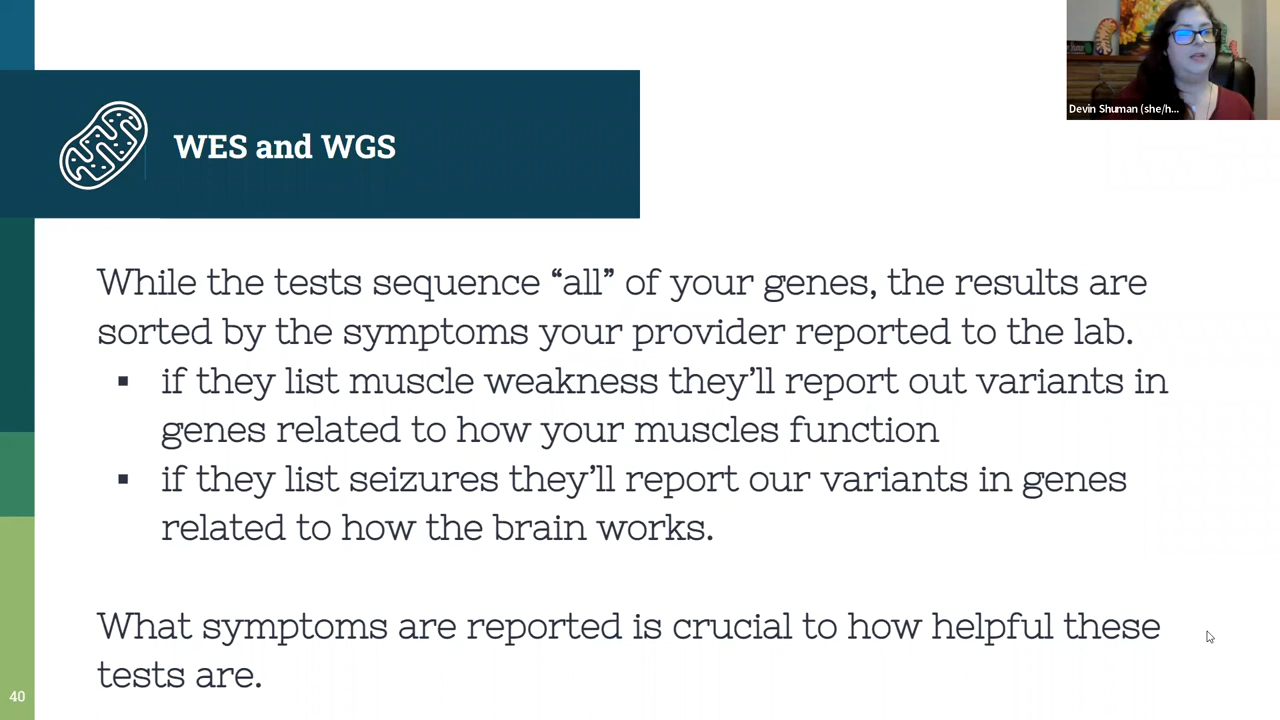 Devin Shuman (she/h...
WES and WGS
While the tests sequence “all” of your genes, the results are
sorted by the symptoms your provider reported to the lab.
▪ if they list muscle weakness they’ll report out variants in
genes related to how your muscles function
▪ if they list seizures they’ll report our variants in genes
related to how the brain works.
What symptoms are reported is crucial to how helpful these
tests are.
40